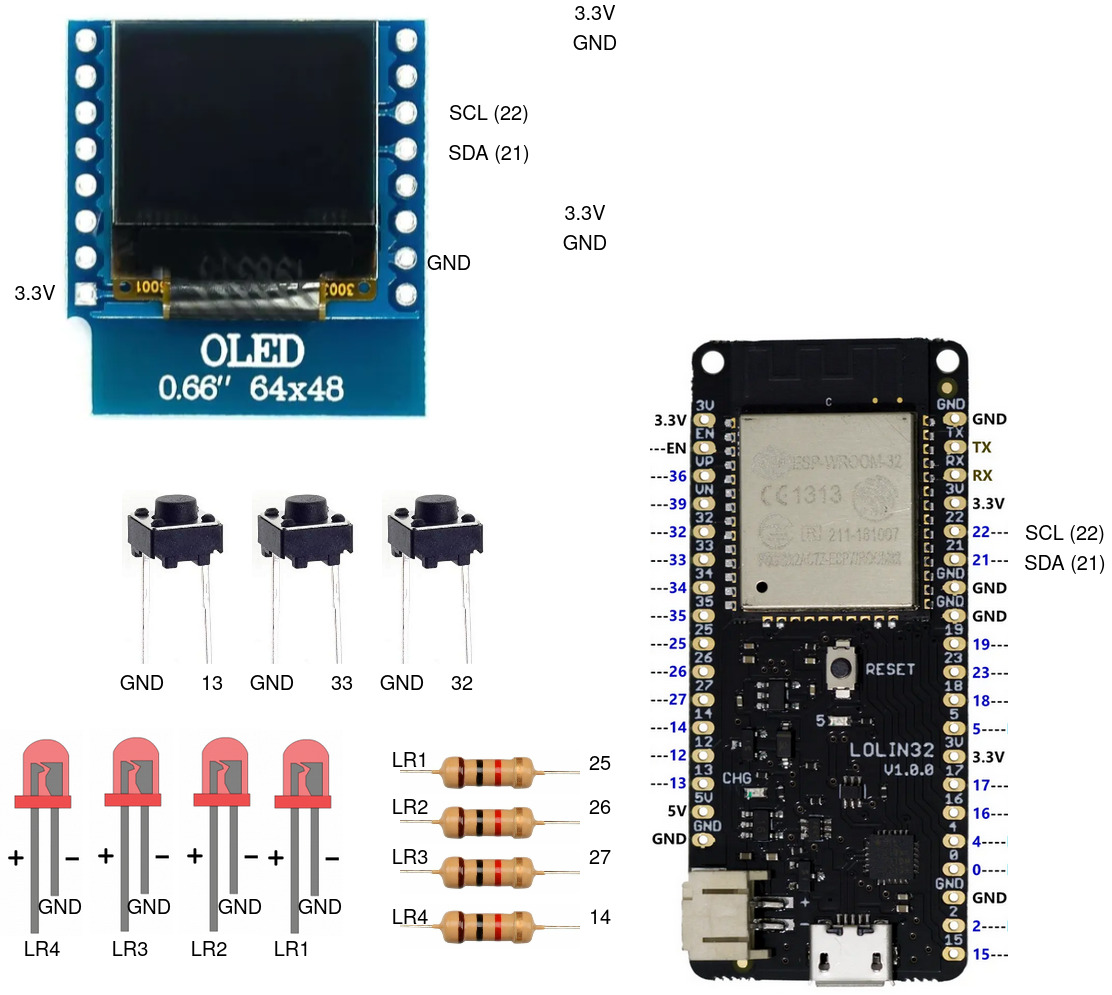 3.3V
GND
SCL (22)
SDA (21)
3.3V
GND
GND
3.3V
OLED
0.66" 64x48
GND 13 GND 33 GND 32
+ - + - + - + -
GND GND GND GND
LR4 LR3 LR2 LR1
LR1 25
LR2 26
LR3 27
LR4 14
C
3V GND
3.3V GND
EN TX
---EN TX
VP RX
---36 RX
VN 3V
---39 3.3V
32 22
---32 22--- SCL (22)
33 21
---33 21--- SDA (21)
34 GND
---34 GND
35 GND
---35 GND
25 19
---25 19---
26 23
---26 23---
27 18
---27 18---
14 5
---14 5---
12 3V
---12 3.3V
13 17
---13 17---
5V 16
5V 16---
GND 4
GND 4---
0
0---
GND
GND
2
2---
15
15---
ESP-WROOM-32
CE1313
R 211-161007
RESET
5
LOLIN32
V1.0.0
CHG
+
-